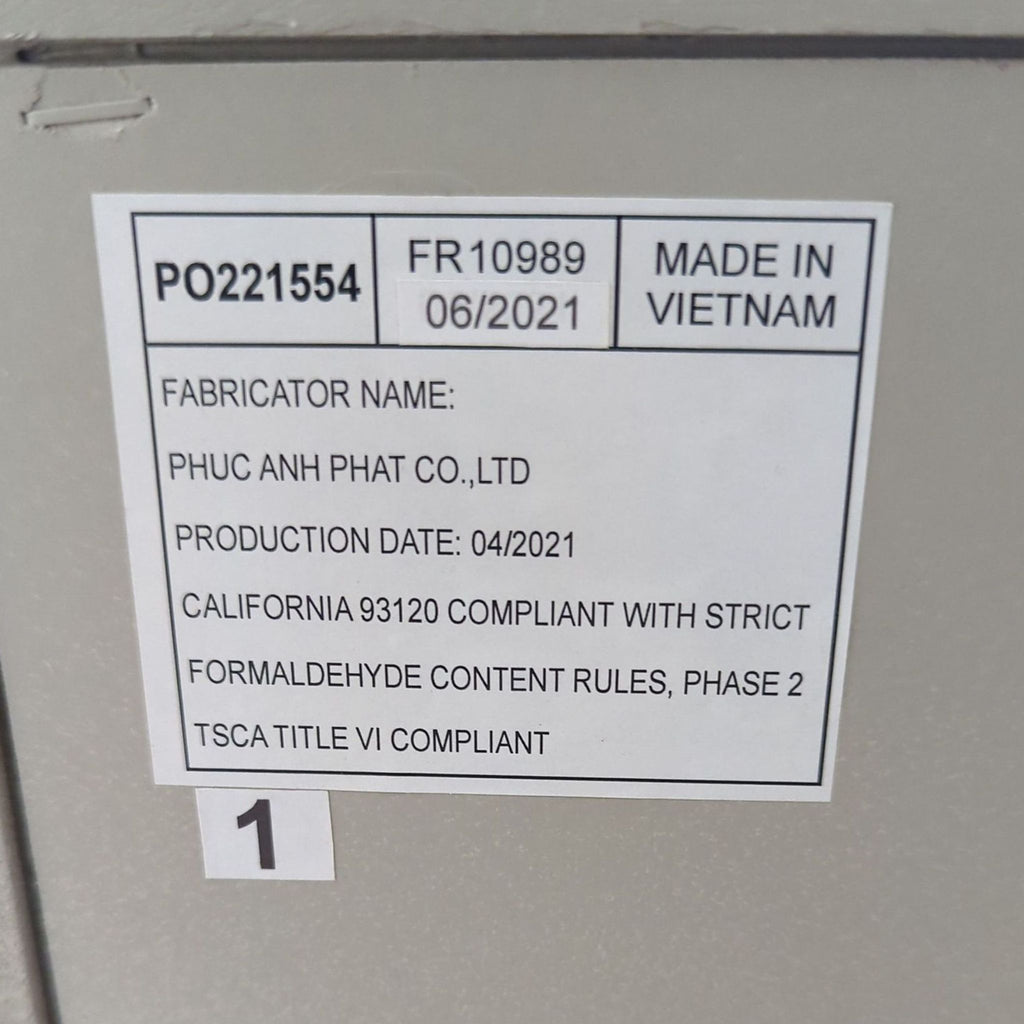 PO221554
FR10989
06/2021
MADE IN
VIETNAM
FABRICATOR NAME:
PHUC ANH PHAT CO.,LTD
PRODUCTION DATE: 04/2021
CALIFORNIA 93120 COMPLIANT WITH STRICT
FORMALDEHYDE CONTENT RULES, PHASE 2
TSCA TITLE VI COMPLIANT
1